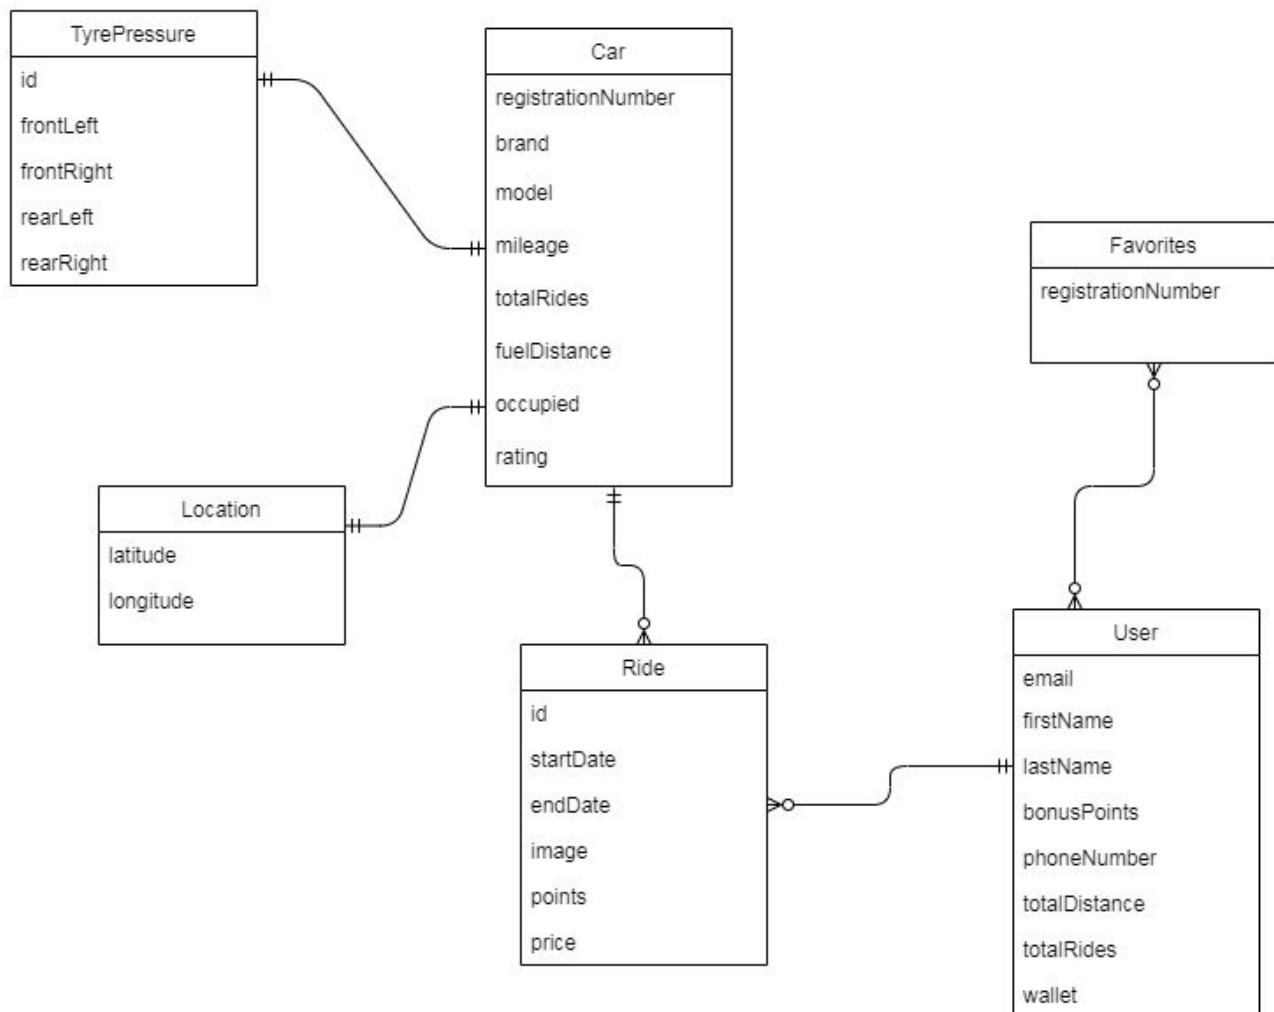 TyrePressure
id
frontLeft
frontRight
rearLeft
rearRight
Car
registrationNumber
brand
model
mileage
totalRides
fuelDistance
occupied
rating
Favorites
registrationNumber
Location
latitude
longitude
Ride
id
startDate
endDate
image
points
price
User
email
firstName
lastName
bonusPoints
phoneNumber
totalDistance
totalRides
wallet